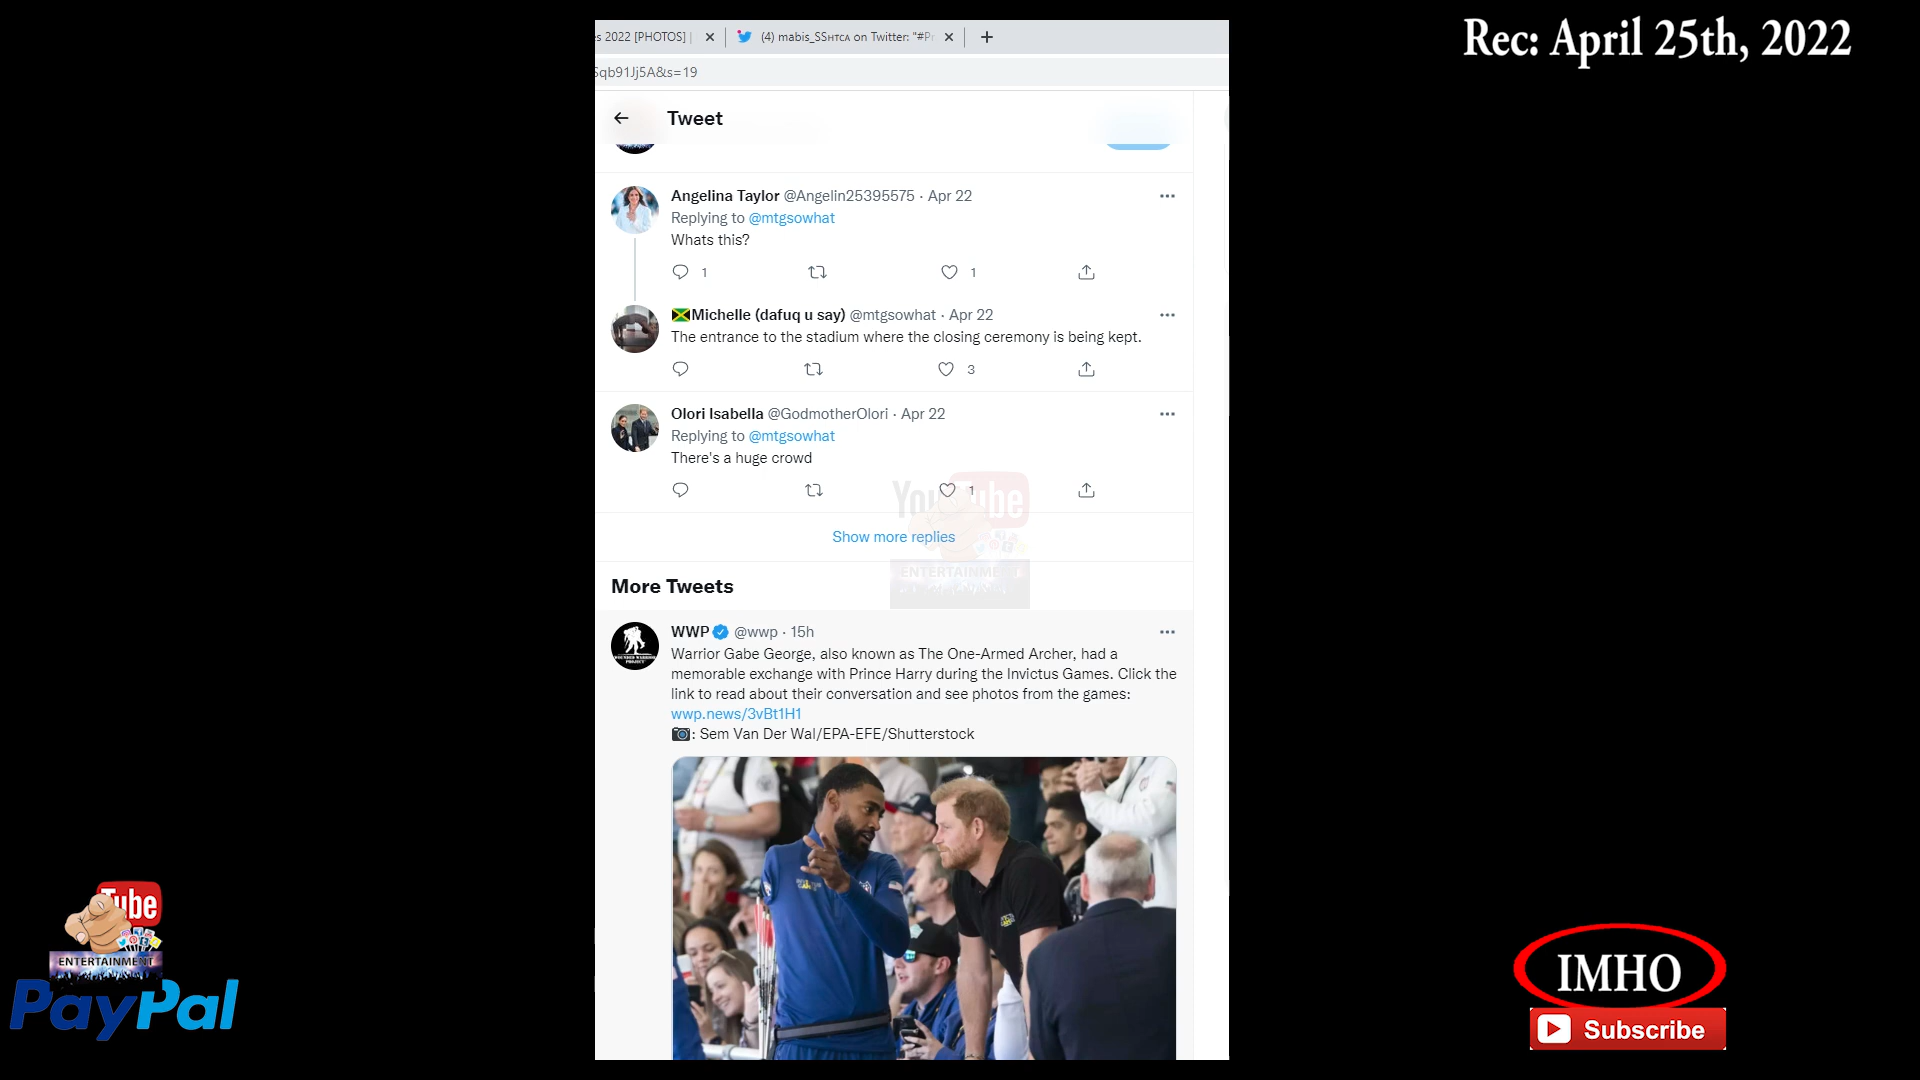 Rec: April 25th, 2022
s 2022 [PHOTOS] |
(4) mabis_SSHTCA on Twitter: "#Pr
Sqb91Jj5A&s=19
Tweet
Angelina Taylor @Angelin25395575 · Apr 22
Replying to @mtgsowhat
Whats this?
1
1
🇯🇲Michelle (dafuq u say) @mtgsowhat · Apr 22
The entrance to the stadium where the closing ceremony is being kept.
3
Olori Isabella @GodmotherOlori · Apr 22
Replying to @mtgsowhat
There's a huge crowd
1
YouTube
Show more replies
ENTERTAINMENT
More Tweets
WWP @wwp · 15h
Warrior Gabe George, also known as The One-Armed Archer, had a
memorable exchange with Prince Harry during the Invictus Games. Click the
link to read about their conversation and see photos from the games:
wwp.news/3vBt1H1
📷: Sem Van Der Wal/EPA-EFE/Shutterstock
Tube
ENTERTAINMENT
PayPal
IMHO
Subscribe